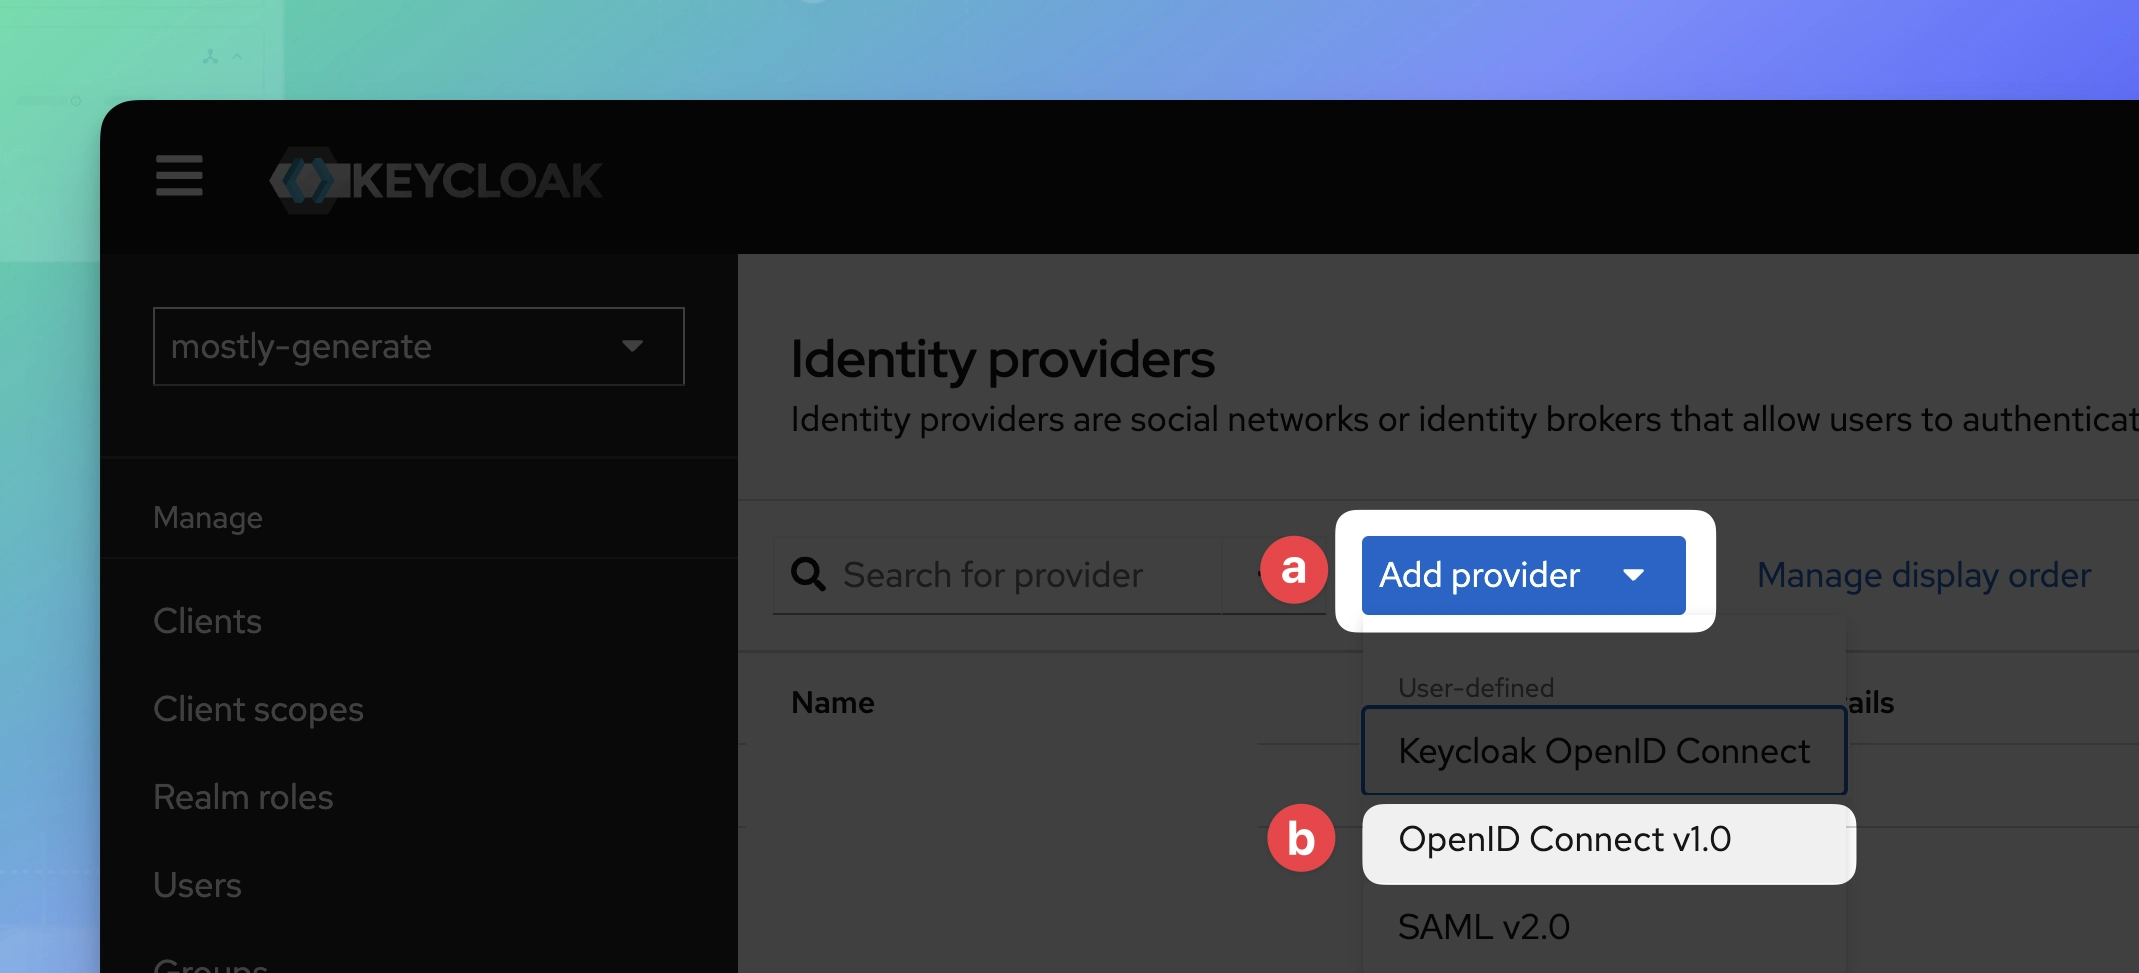 KEYCLOAK
mostly-generate
Manage
Clients
Client scopes
Realm roles
Users
Groups
Identity providers
Identity providers are social networks or identity brokers that allow users to authenticat
Search for provider
a
Add provider
Manage display order
Name
ails
User-defined
Keycloak OpenID Connect
b
OpenID Connect v1.0
SAML v2.0